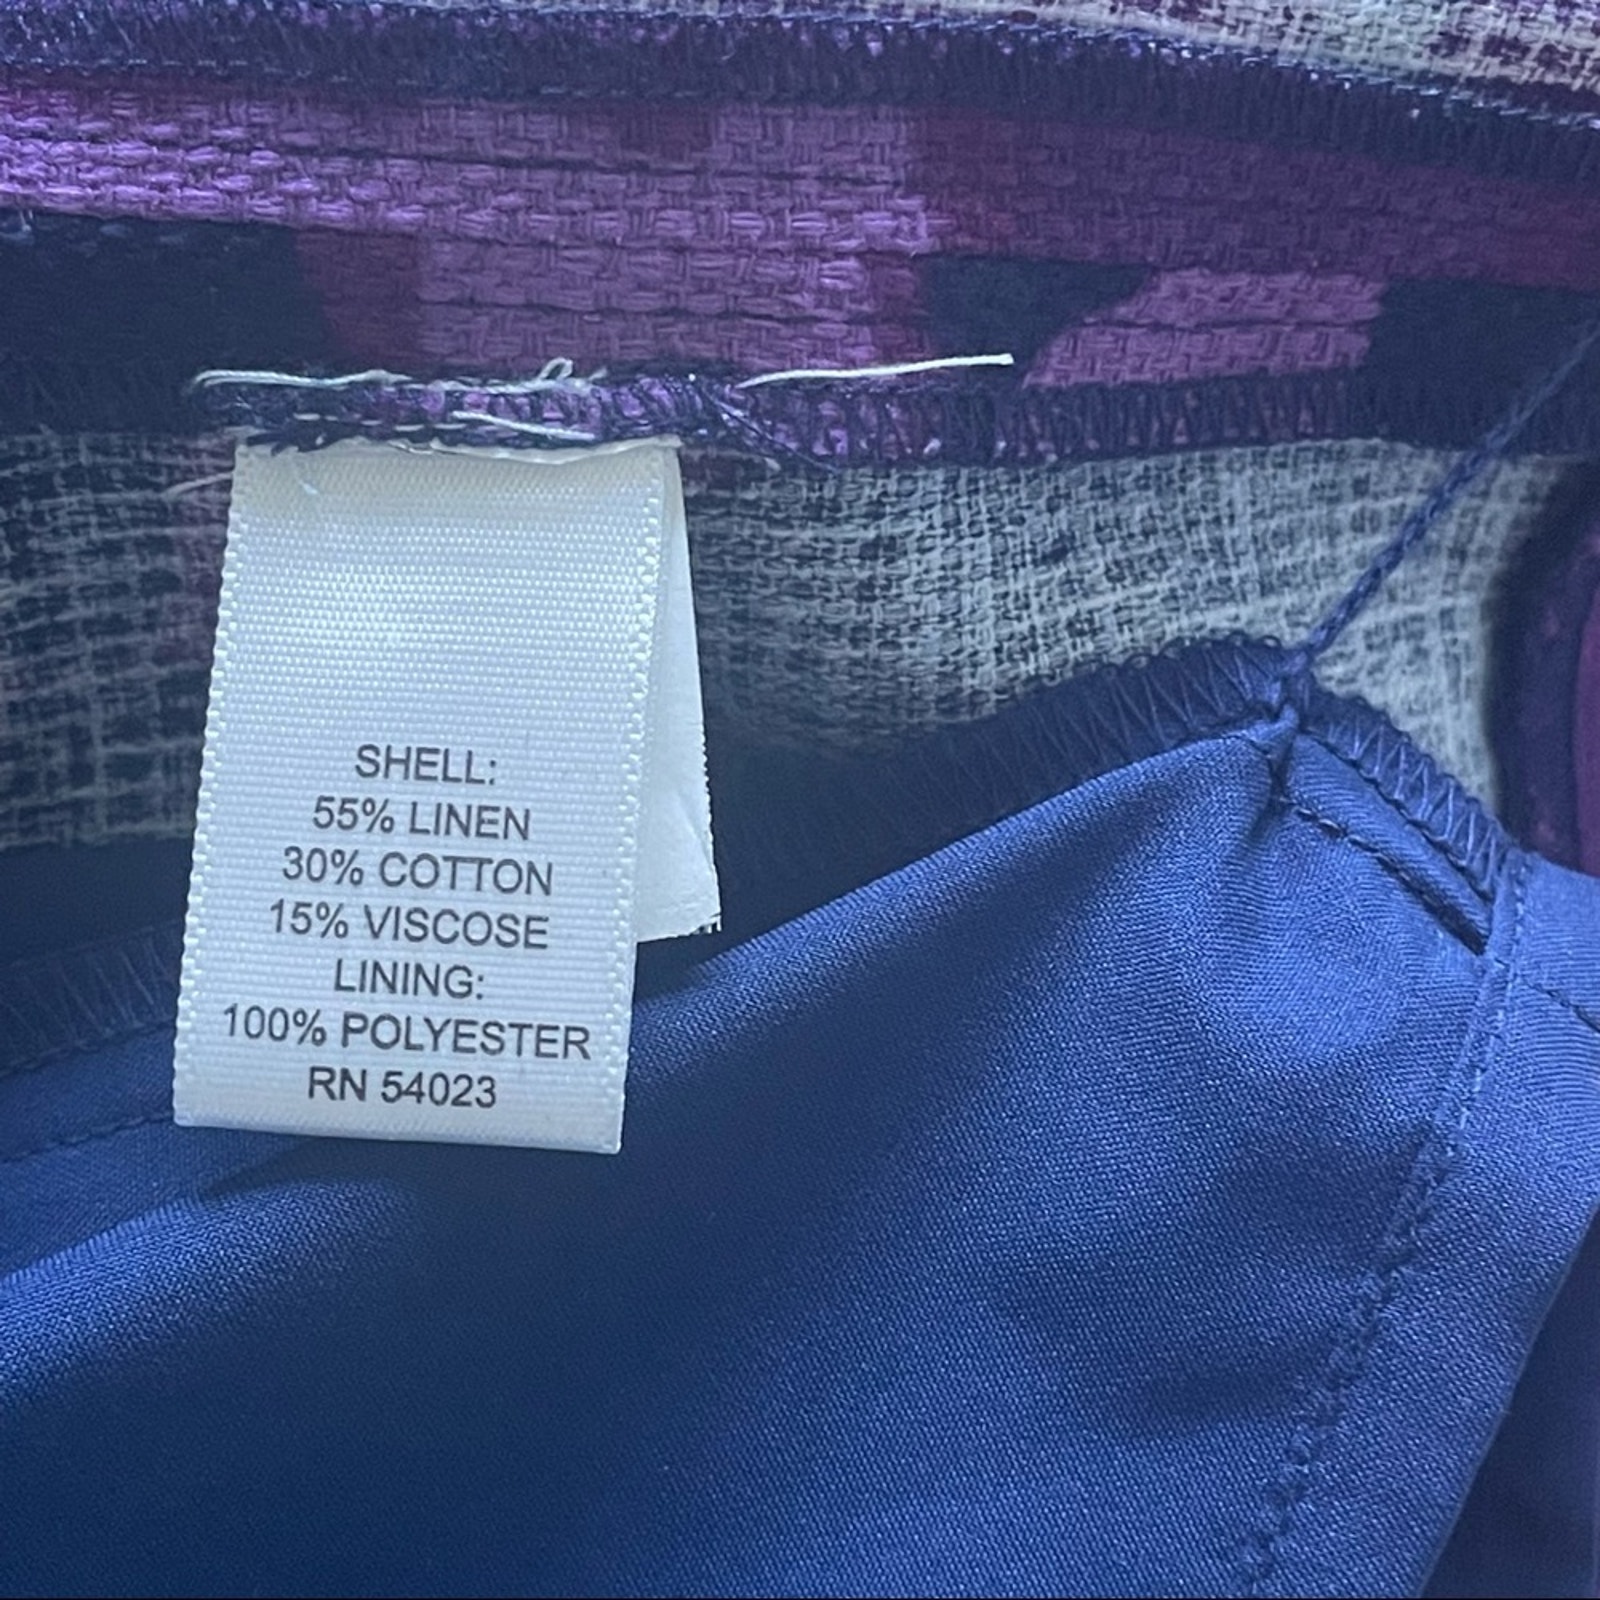 SHELL:
55% LINEN
30% COTTON
15% VISCOSE
LINING:
100% POLYESTER
RN 54023